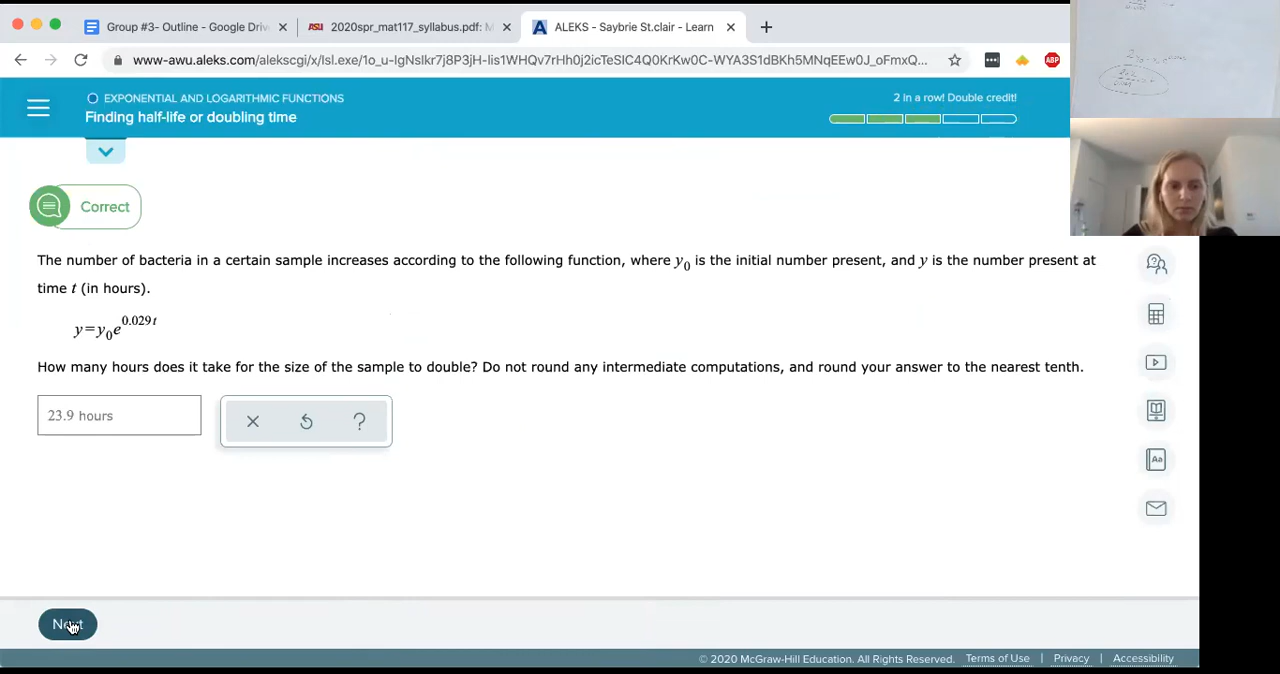 Group #3- Outline - Google Driv
ASU 2020spr_mat117_syllabus.pdf: M
A ALEKS - Saybrie St.clair - Learn
www-awu.aleks.com/alekscgi/x/Isl.exe/1o_u-IgNslkr7j8P3jH-lis1WHQv7rHh0j2icTeSIC4Q0KrKw0C-WYA3S1dBKh5MNqEEw0J_oFmxQ...
ABP
EXPONENTIAL AND LOGARITHMIC FUNCTIONS
2 in a row! Double credit!
Finding half-life or doubling time
Correct
The number of bacteria in a certain sample increases according to the following function, where y₀ is the initial number present, and y is the number present at
time t (in hours).
y=y₀e^0.029t
How many hours does it take for the size of the sample to double? Do not round any intermediate computations, and round your answer to the nearest tenth.
23.9 hours
?
Aa
Next
© 2020 McGraw-Hill Education. All Rights Reserved. Terms of Use | Privacy | Accessibility